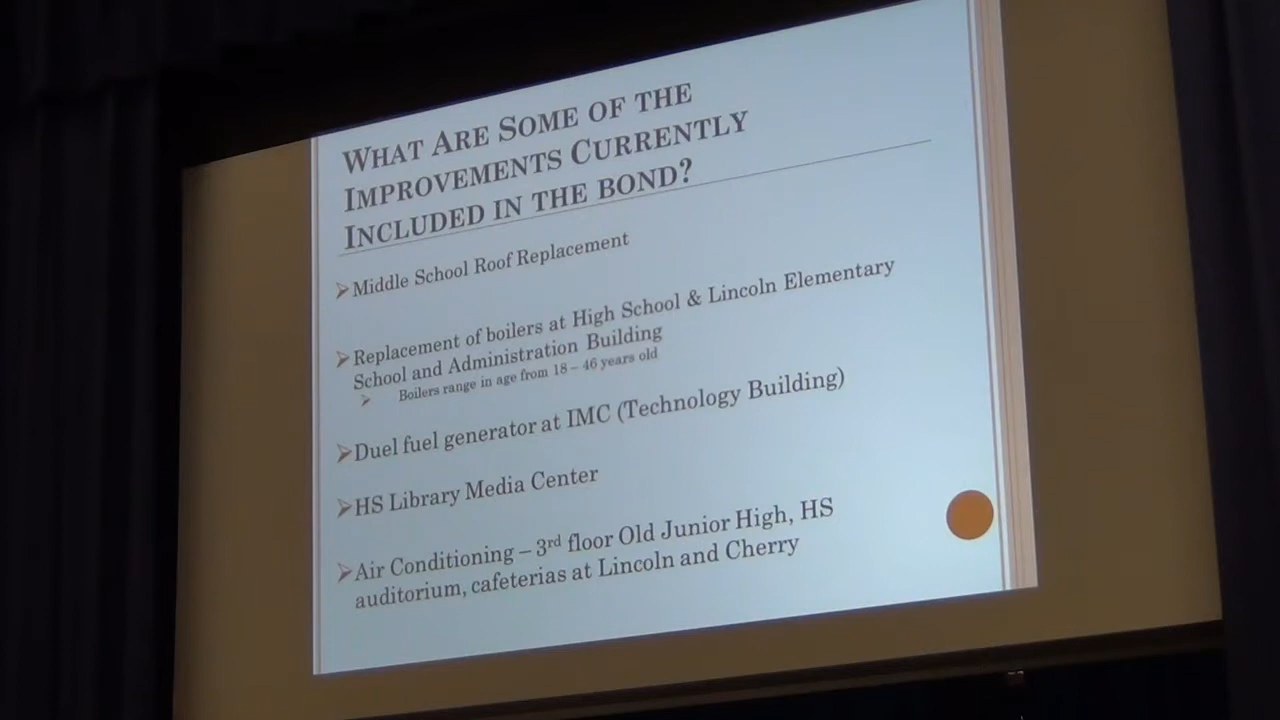 WHAT ARE SOME OF THE
IMPROVEMENTS CURRENTLY
INCLUDED IN THE BOND?
Middle School Roof Replacement
Replacement of boilers at High School & Lincoln Elementary
School and Administration Building
Boilers range in age from 18 – 46 years old
Duel fuel generator at IMC (Technology Building)
HS Library Media Center
Air Conditioning – 3rd floor Old Junior High, HS
auditorium, cafeterias at Lincoln and Cherry